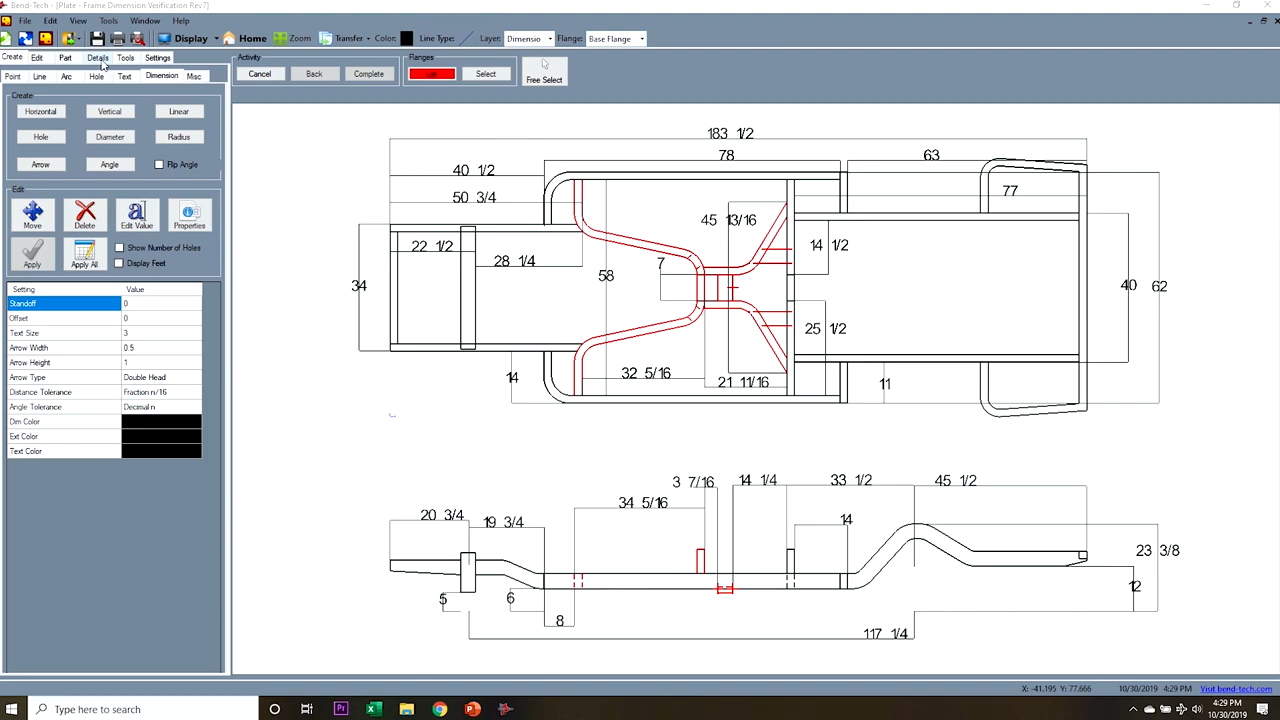 Bend-Tech - [Plate - Frame Dimension Verification Rev7]
File Edit View Tools Window Help
Display Home Zoom Transfer Color: Line Type: Layer: Dimensio Flange: Base Flange
Create Edit Part Details Tools Settings
Point Line Arc Hole Text Dimension Misc
Activity
Cancel Back Complete
Flanges
Select
Free Select
Create
Horizontal Vertical Linear
Hole Diameter Radius
Arrow Angle Flip Angle
Edit
Move Delete Edit Value Properties
Apply Apply All
Show Number of Holes
Display Feet
Setting Value
Standoff 0
Offset 0
Text Size 3
Arrow Width 0.5
Arrow Height 1
Arrow Type Double Head
Distance Tolerance Fraction n/16
Angle Tolerance Decimal n
Dim Color
Ext Color
Text Color
183 1/2
78 63
40 1/2
50 3/4
77
45 13/16
22 1/2
28 1/4
14 1/2
7
58
34
40 62
25 1/2
32 5/16
21 11/16
14
11
3 7/16 14 1/4 33 1/2 45 1/2
34 5/16
20 3/4
19 3/4
14
23 3/8
12
5
6
8
117 1/4
X: -41.195 Y: 77.666 10/30/2019 4:29 PM Visit bend-tech.com
Type here to search
4:29 PM
10/30/2019